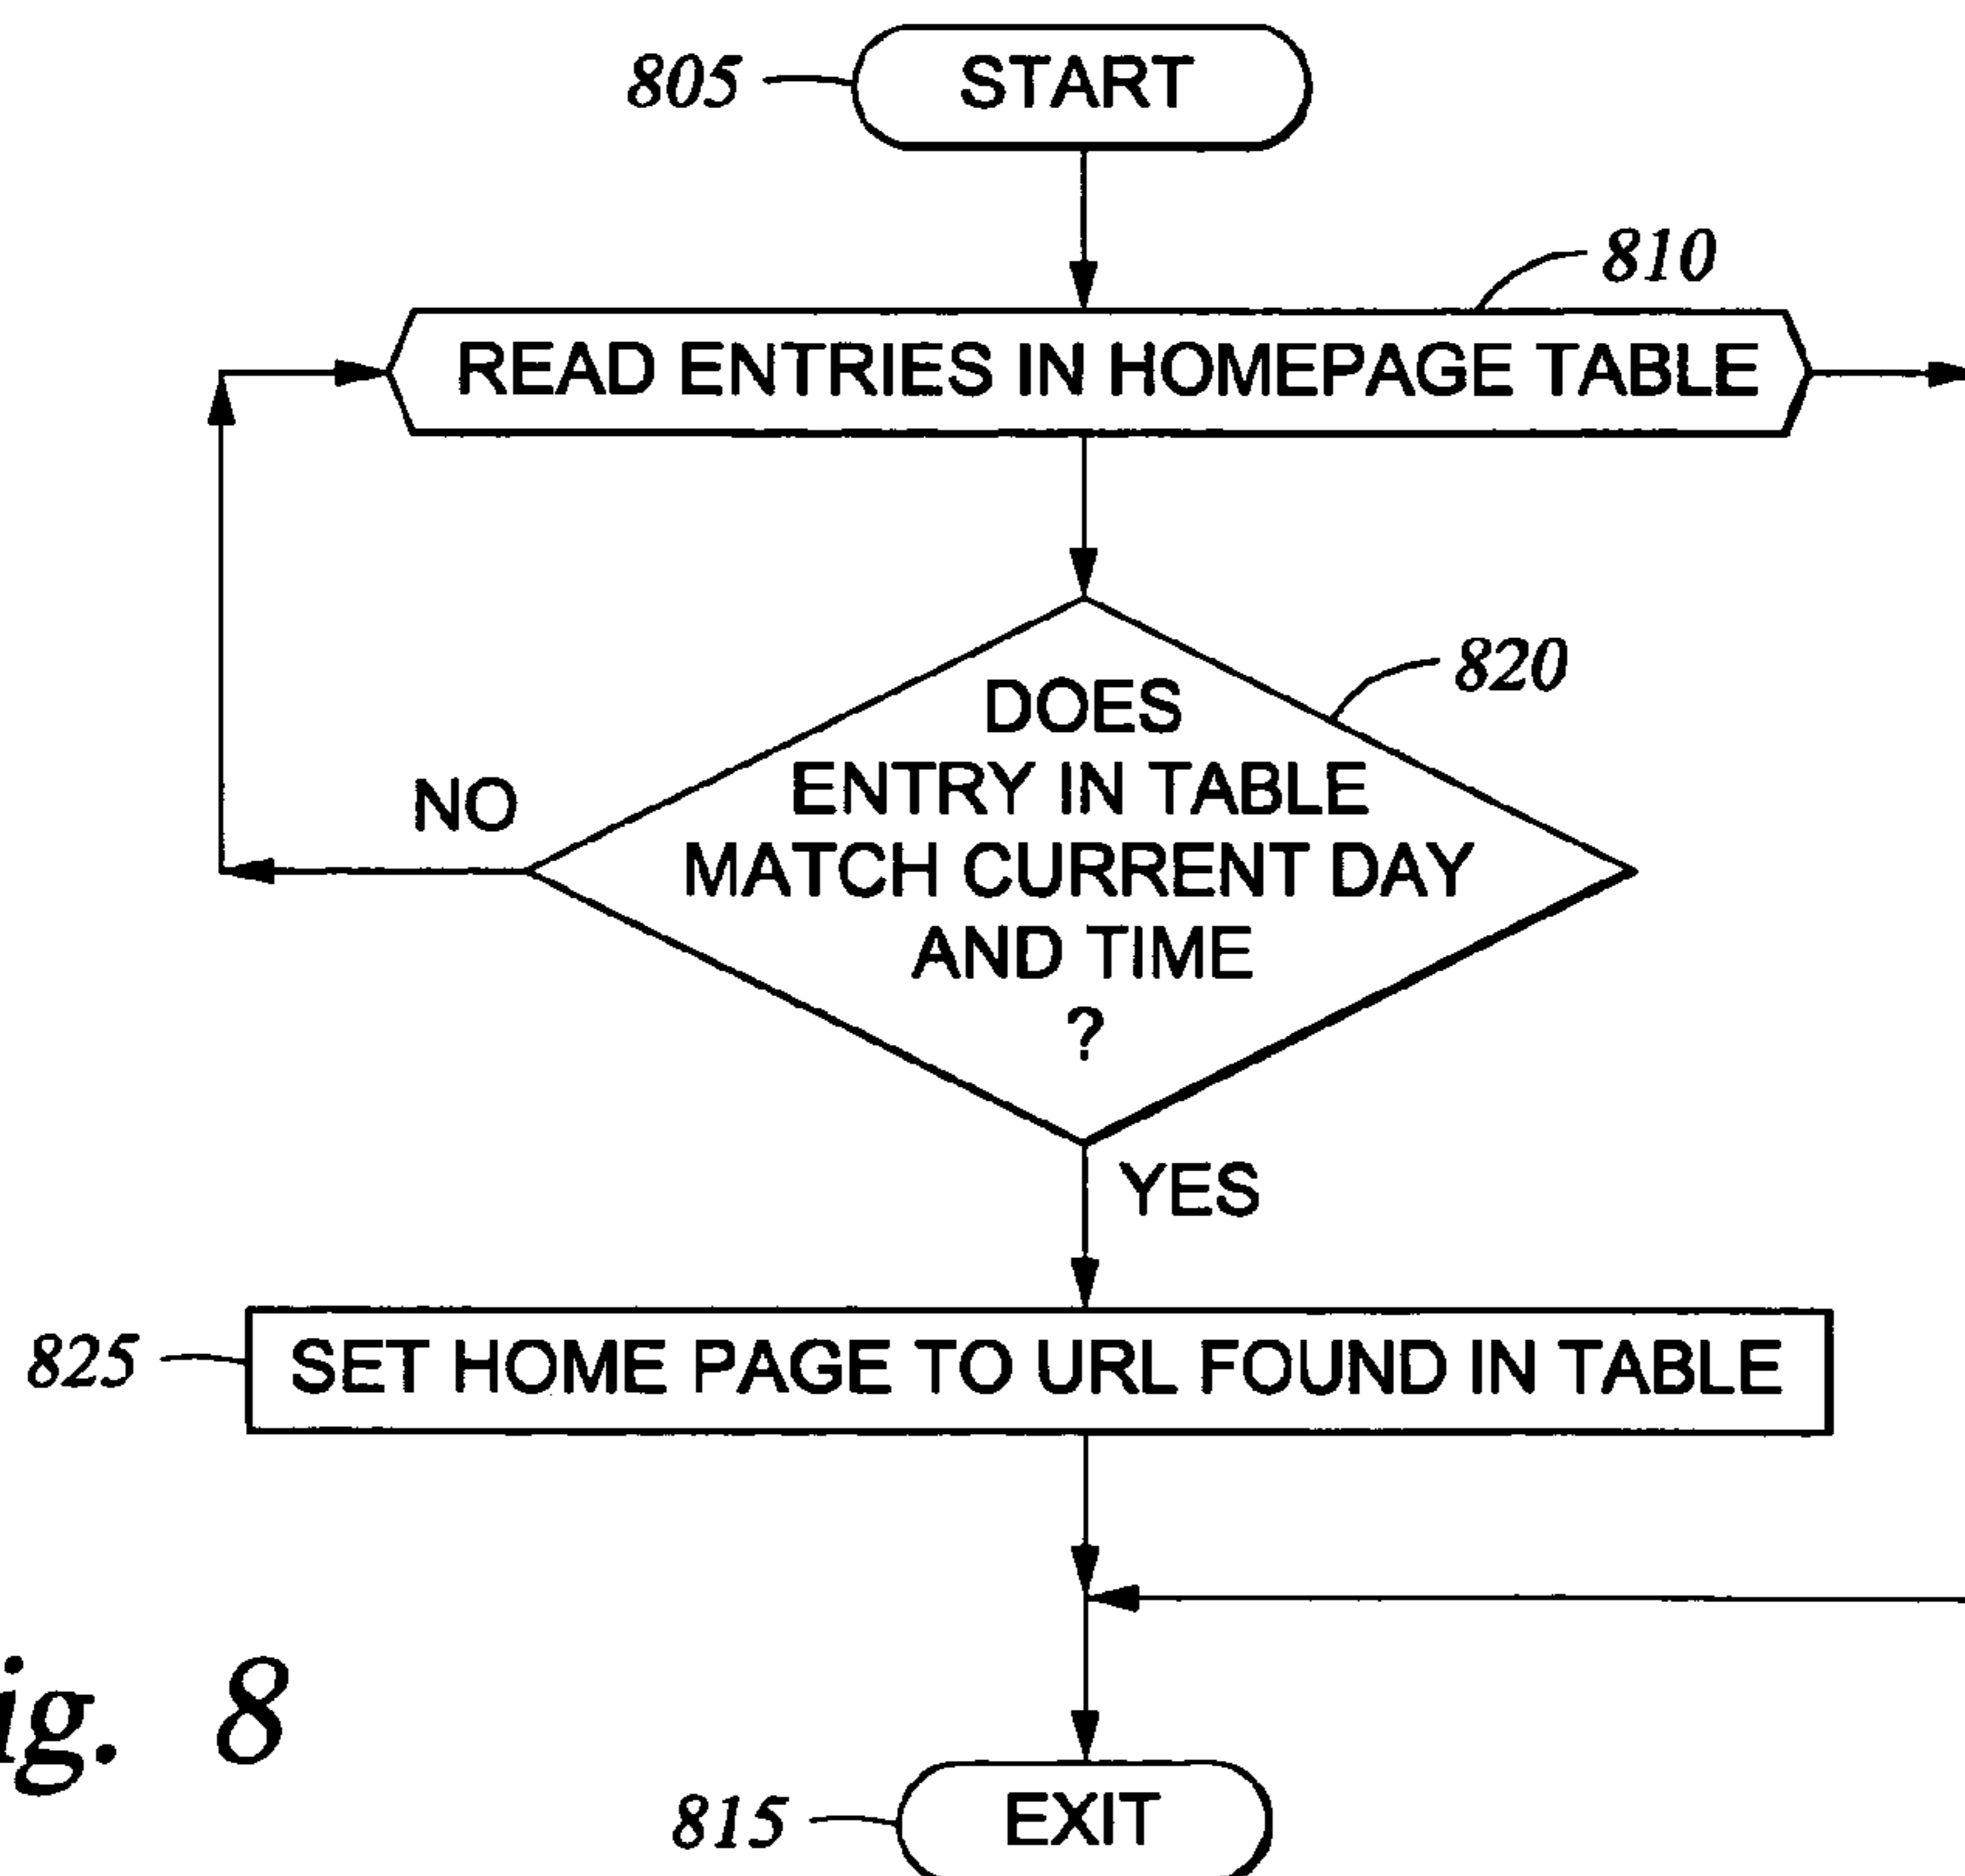 805 START
810
READ ENTRIES IN HOMEPAGE TABLE
820
DOES
ENTRY IN TABLE
MATCH CURRENT DAY
AND TIME
?
NO
YES
825 SET HOME PAGE TO URL FOUND IN TABLE
ig. 8
815 EXIT